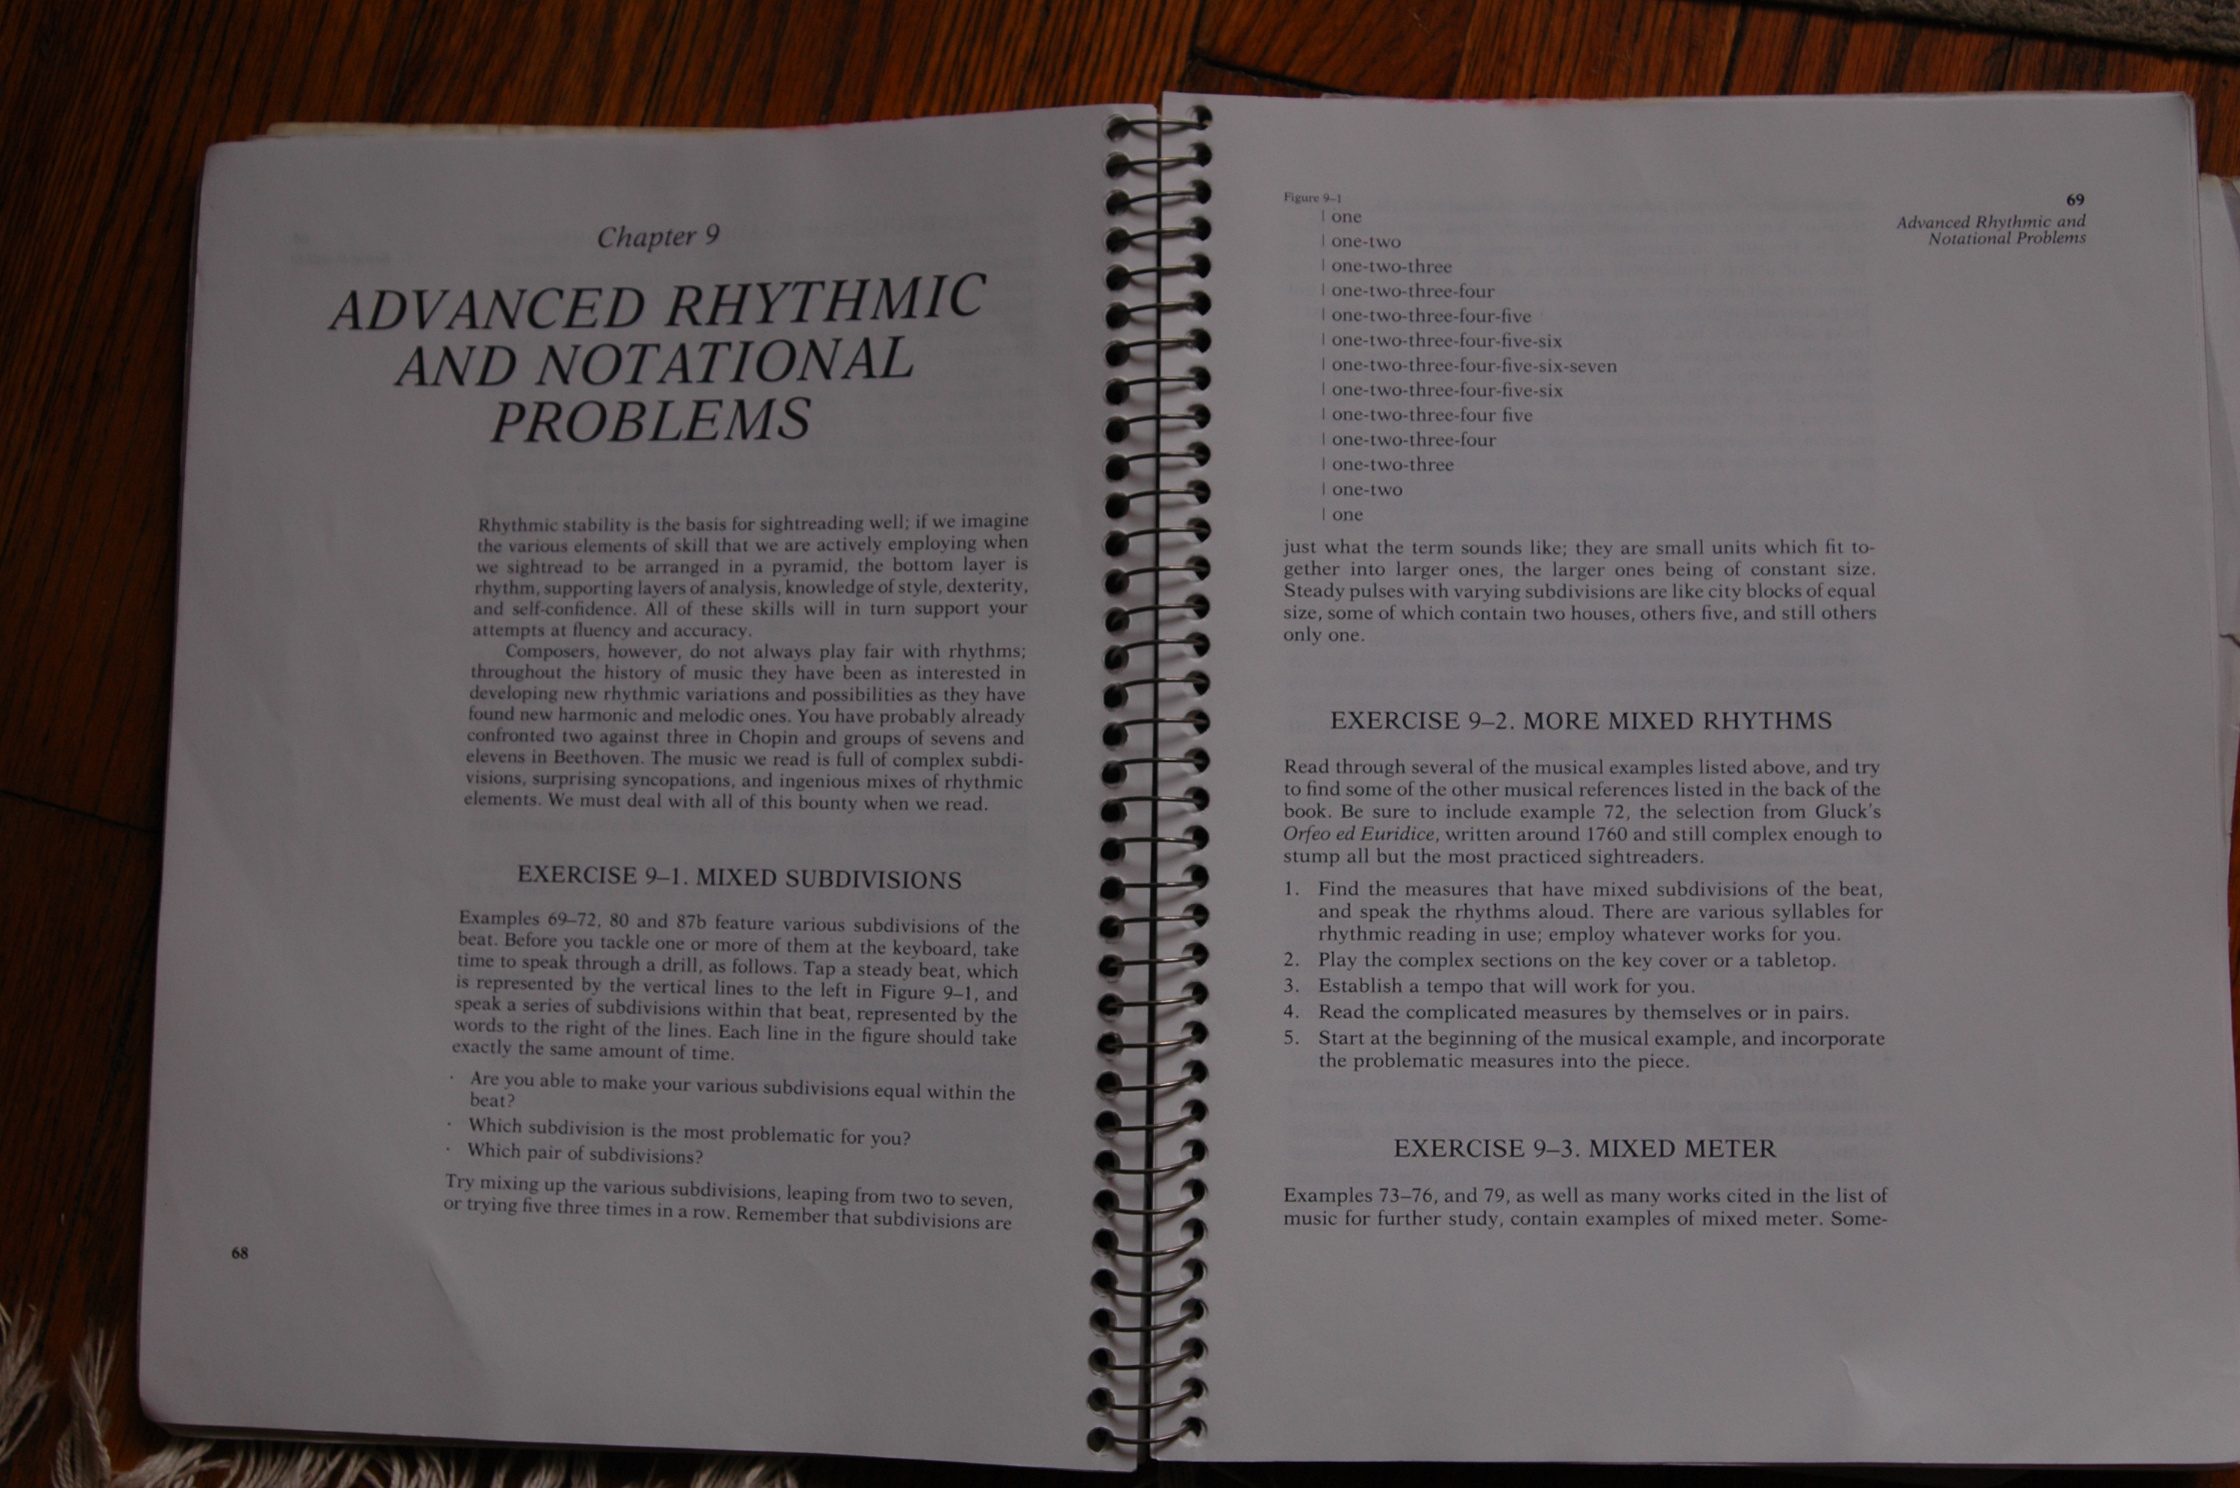 Chapter 9
ADVANCED RHYTHMIC
AND NOTATIONAL
PROBLEMS
Rhythmic stability is the basis for sightreading well; if we imagine
the various elements of skill that we are actively employing when
we sightread to be arranged in a pyramid, the bottom layer is
rhythm, supporting layers of analysis, knowledge of style, dexterity,
and self-confidence. All of these skills will in turn support your
attempts at fluency and accuracy.
Composers, however, do not always play fair with rhythms;
throughout the history of music they have been as interested in
developing new rhythmic variations and possibilities as they have
found new harmonic and melodic ones. You have probably already
confronted two against three in Chopin and groups of sevens and
elevens in Beethoven. The music we read is full of complex subdi-
visions, surprising syncopations, and ingenious mixes of rhythmic
elements. We must deal with all of this bounty when we read.
EXERCISE 9–1. MIXED SUBDIVISIONS
Examples 69–72, 80 and 87b feature various subdivisions of the
beat. Before you tackle one or more of them at the keyboard, take
time to speak through a drill, as follows. Tap a steady beat, which
is represented by the vertical lines to the left in Figure 9–1, and
speak a series of subdivisions within that beat, represented by the
words to the right of the lines. Each line in the figure should take
exactly the same amount of time.
· Are you able to make your various subdivisions equal within the
beat?
· Which subdivision is the most problematic for you?
· Which pair of subdivisions?
Try mixing up the various subdivisions, leaping from two to seven,
or trying five three times in a row. Remember that subdivisions are
68
69
Advanced Rhythmic and
Notational Problems
Figure 9–1
| one
| one-two
| one-two-three
| one-two-three-four
| one-two-three-four-five
| one-two-three-four-five-six
| one-two-three-four-five-six-seven
| one-two-three-four-five-six
| one-two-three-four five
| one-two-three-four
| one-two-three
| one-two
| one
just what the term sounds like; they are small units which fit to-
gether into larger ones, the larger ones being of constant size.
Steady pulses with varying subdivisions are like city blocks of equal
size, some of which contain two houses, others five, and still others
only one.
EXERCISE 9–2. MORE MIXED RHYTHMS
Read through several of the musical examples listed above, and try
to find some of the other musical references listed in the back of the
book. Be sure to include example 72, the selection from Gluck's
Orfeo ed Euridice, written around 1760 and still complex enough to
stump all but the most practiced sightreaders.
1. Find the measures that have mixed subdivisions of the beat,
and speak the rhythms aloud. There are various syllables for
rhythmic reading in use; employ whatever works for you.
2. Play the complex sections on the key cover or a tabletop.
3. Establish a tempo that will work for you.
4. Read the complicated measures by themselves or in pairs.
5. Start at the beginning of the musical example, and incorporate
the problematic measures into the piece.
EXERCISE 9–3. MIXED METER
Examples 73–76, and 79, as well as many works cited in the list of
music for further study, contain examples of mixed meter. Some-